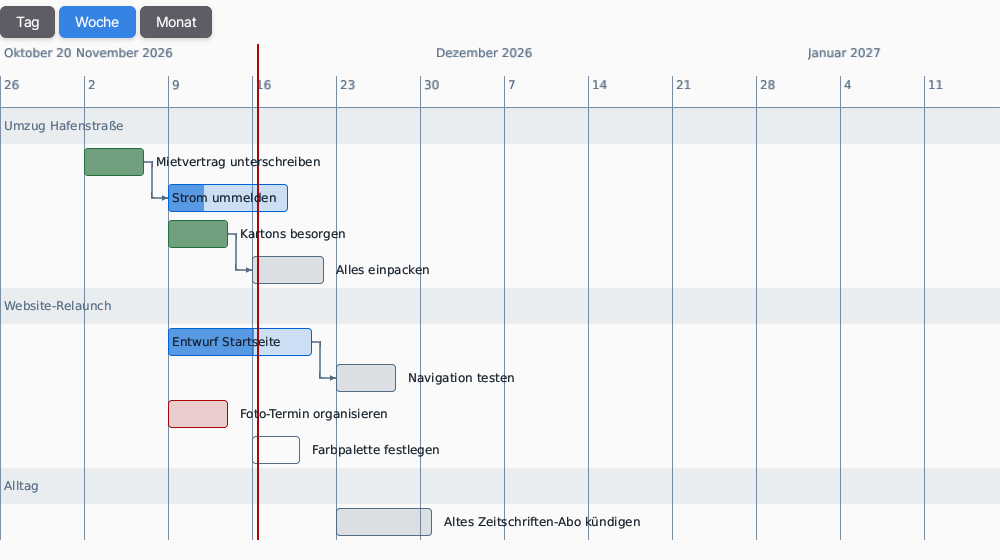 Tag Woche Monat
Oktober 20 November 2026 Dezember 2026 Januar 2027
26 2 9 16 23 30 7 14 21 28 4 11
Umzug Hafenstraße
Mietvertrag unterschreiben
Strom ummelden
Kartons besorgen
Alles einpacken
Website-Relaunch
Entwurf Startseite
Navigation testen
Foto-Termin organisieren
Farbpalette festlegen
Alltag
Altes Zeitschriften-Abo kündigen